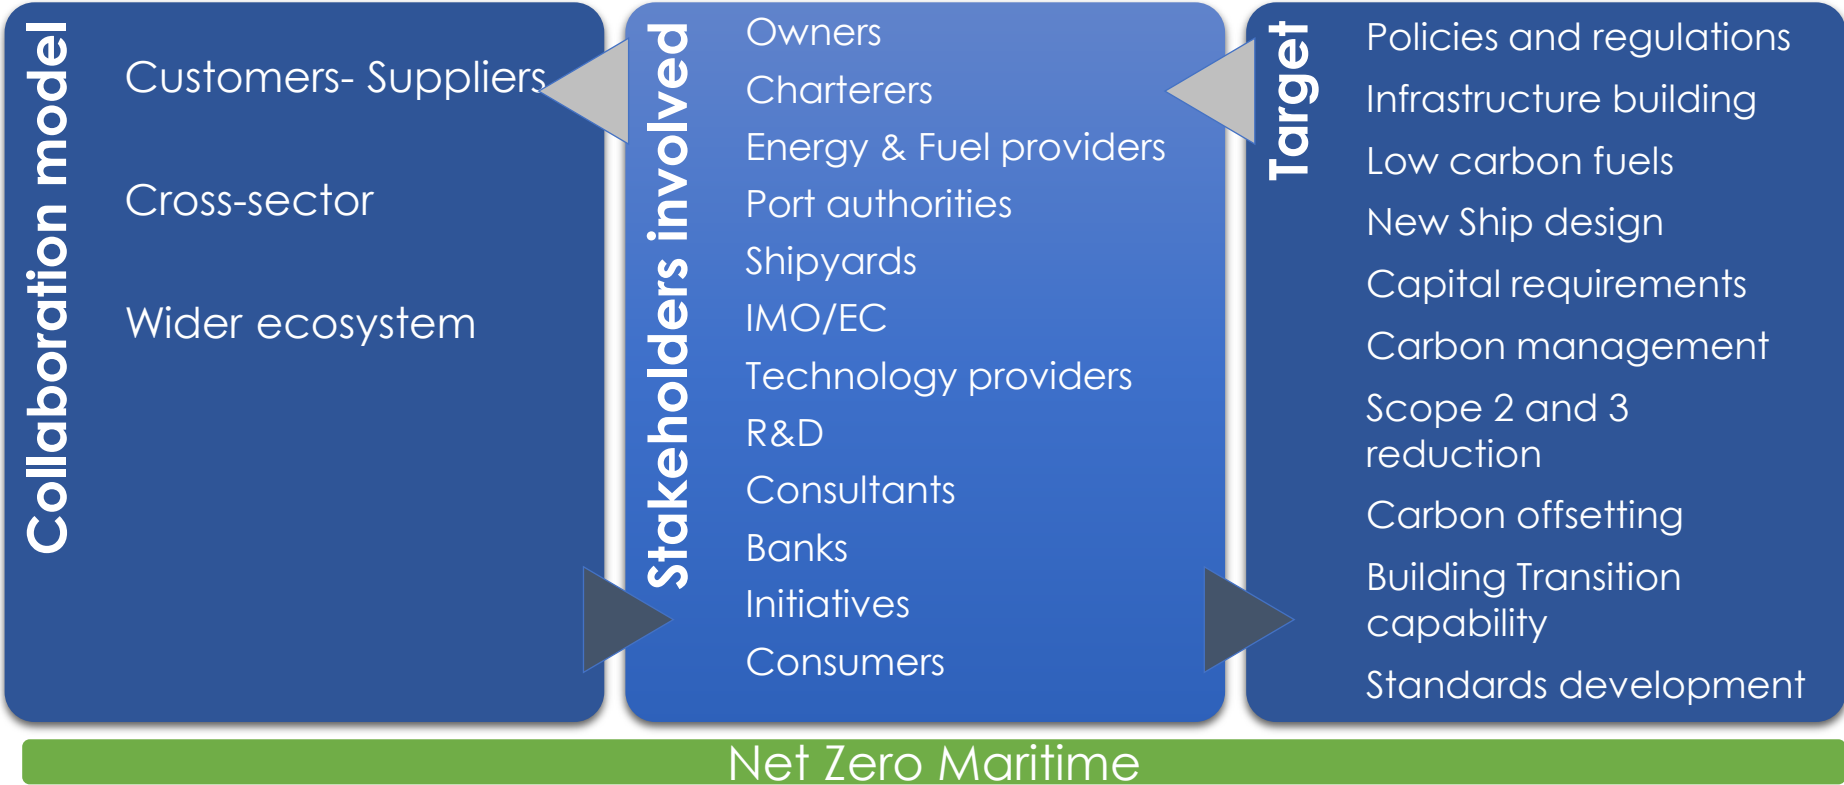 Collaboration model
Customers- Suppliers
Cross-sector
Wider ecosystem
Stakeholders involved
Owners
Charterers
Energy & Fuel providers
Port authorities
Shipyards
IMO/EC
Technology providers
R&D
Consultants
Banks
Initiatives
Consumers
Target
Policies and regulations
Infrastructure building
Low carbon fuels
New Ship design
Capital requirements
Carbon management
Scope 2 and 3
reduction
Carbon offsetting
Building Transition
capability
Standards development
Net Zero Maritime